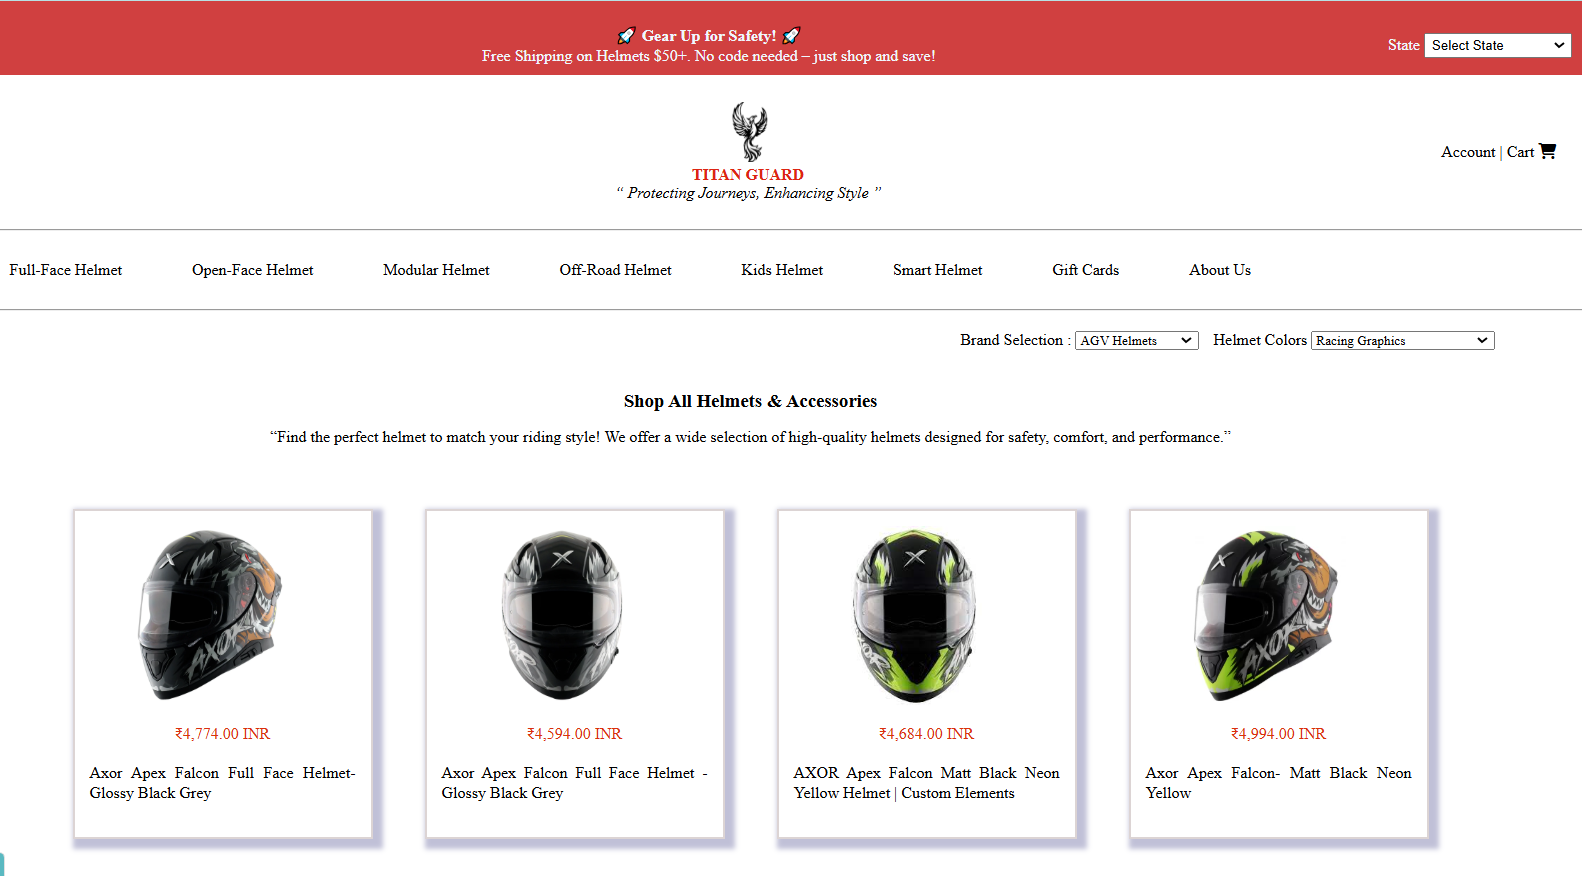 🚀 Gear Up for Safety! 🚀
Free Shipping on Helmets $50+. No code needed – just shop and save!
State Select State
TITAN GUARD
“ Protecting Journeys, Enhancing Style ”
Account | Cart
Full-Face Helmet Open-Face Helmet Modular Helmet Off-Road Helmet Kids Helmet Smart Helmet Gift Cards About Us
Brand Selection : AGV Helmets Helmet Colors Racing Graphics
Shop All Helmets & Accessories
“Find the perfect helmet to match your riding style! We offer a wide selection of high-quality helmets designed for safety, comfort, and performance.”
AXOR
AXOR
AXOR
AXOR
₹4,774.00 INR
Axor Apex Falcon Full Face Helmet-
Glossy Black Grey
₹4,594.00 INR
Axor Apex Falcon Full Face Helmet -
Glossy Black Grey
₹4,684.00 INR
AXOR Apex Falcon Matt Black Neon
Yellow Helmet | Custom Elements
₹4,994.00 INR
Axor Apex Falcon- Matt Black Neon
Yellow